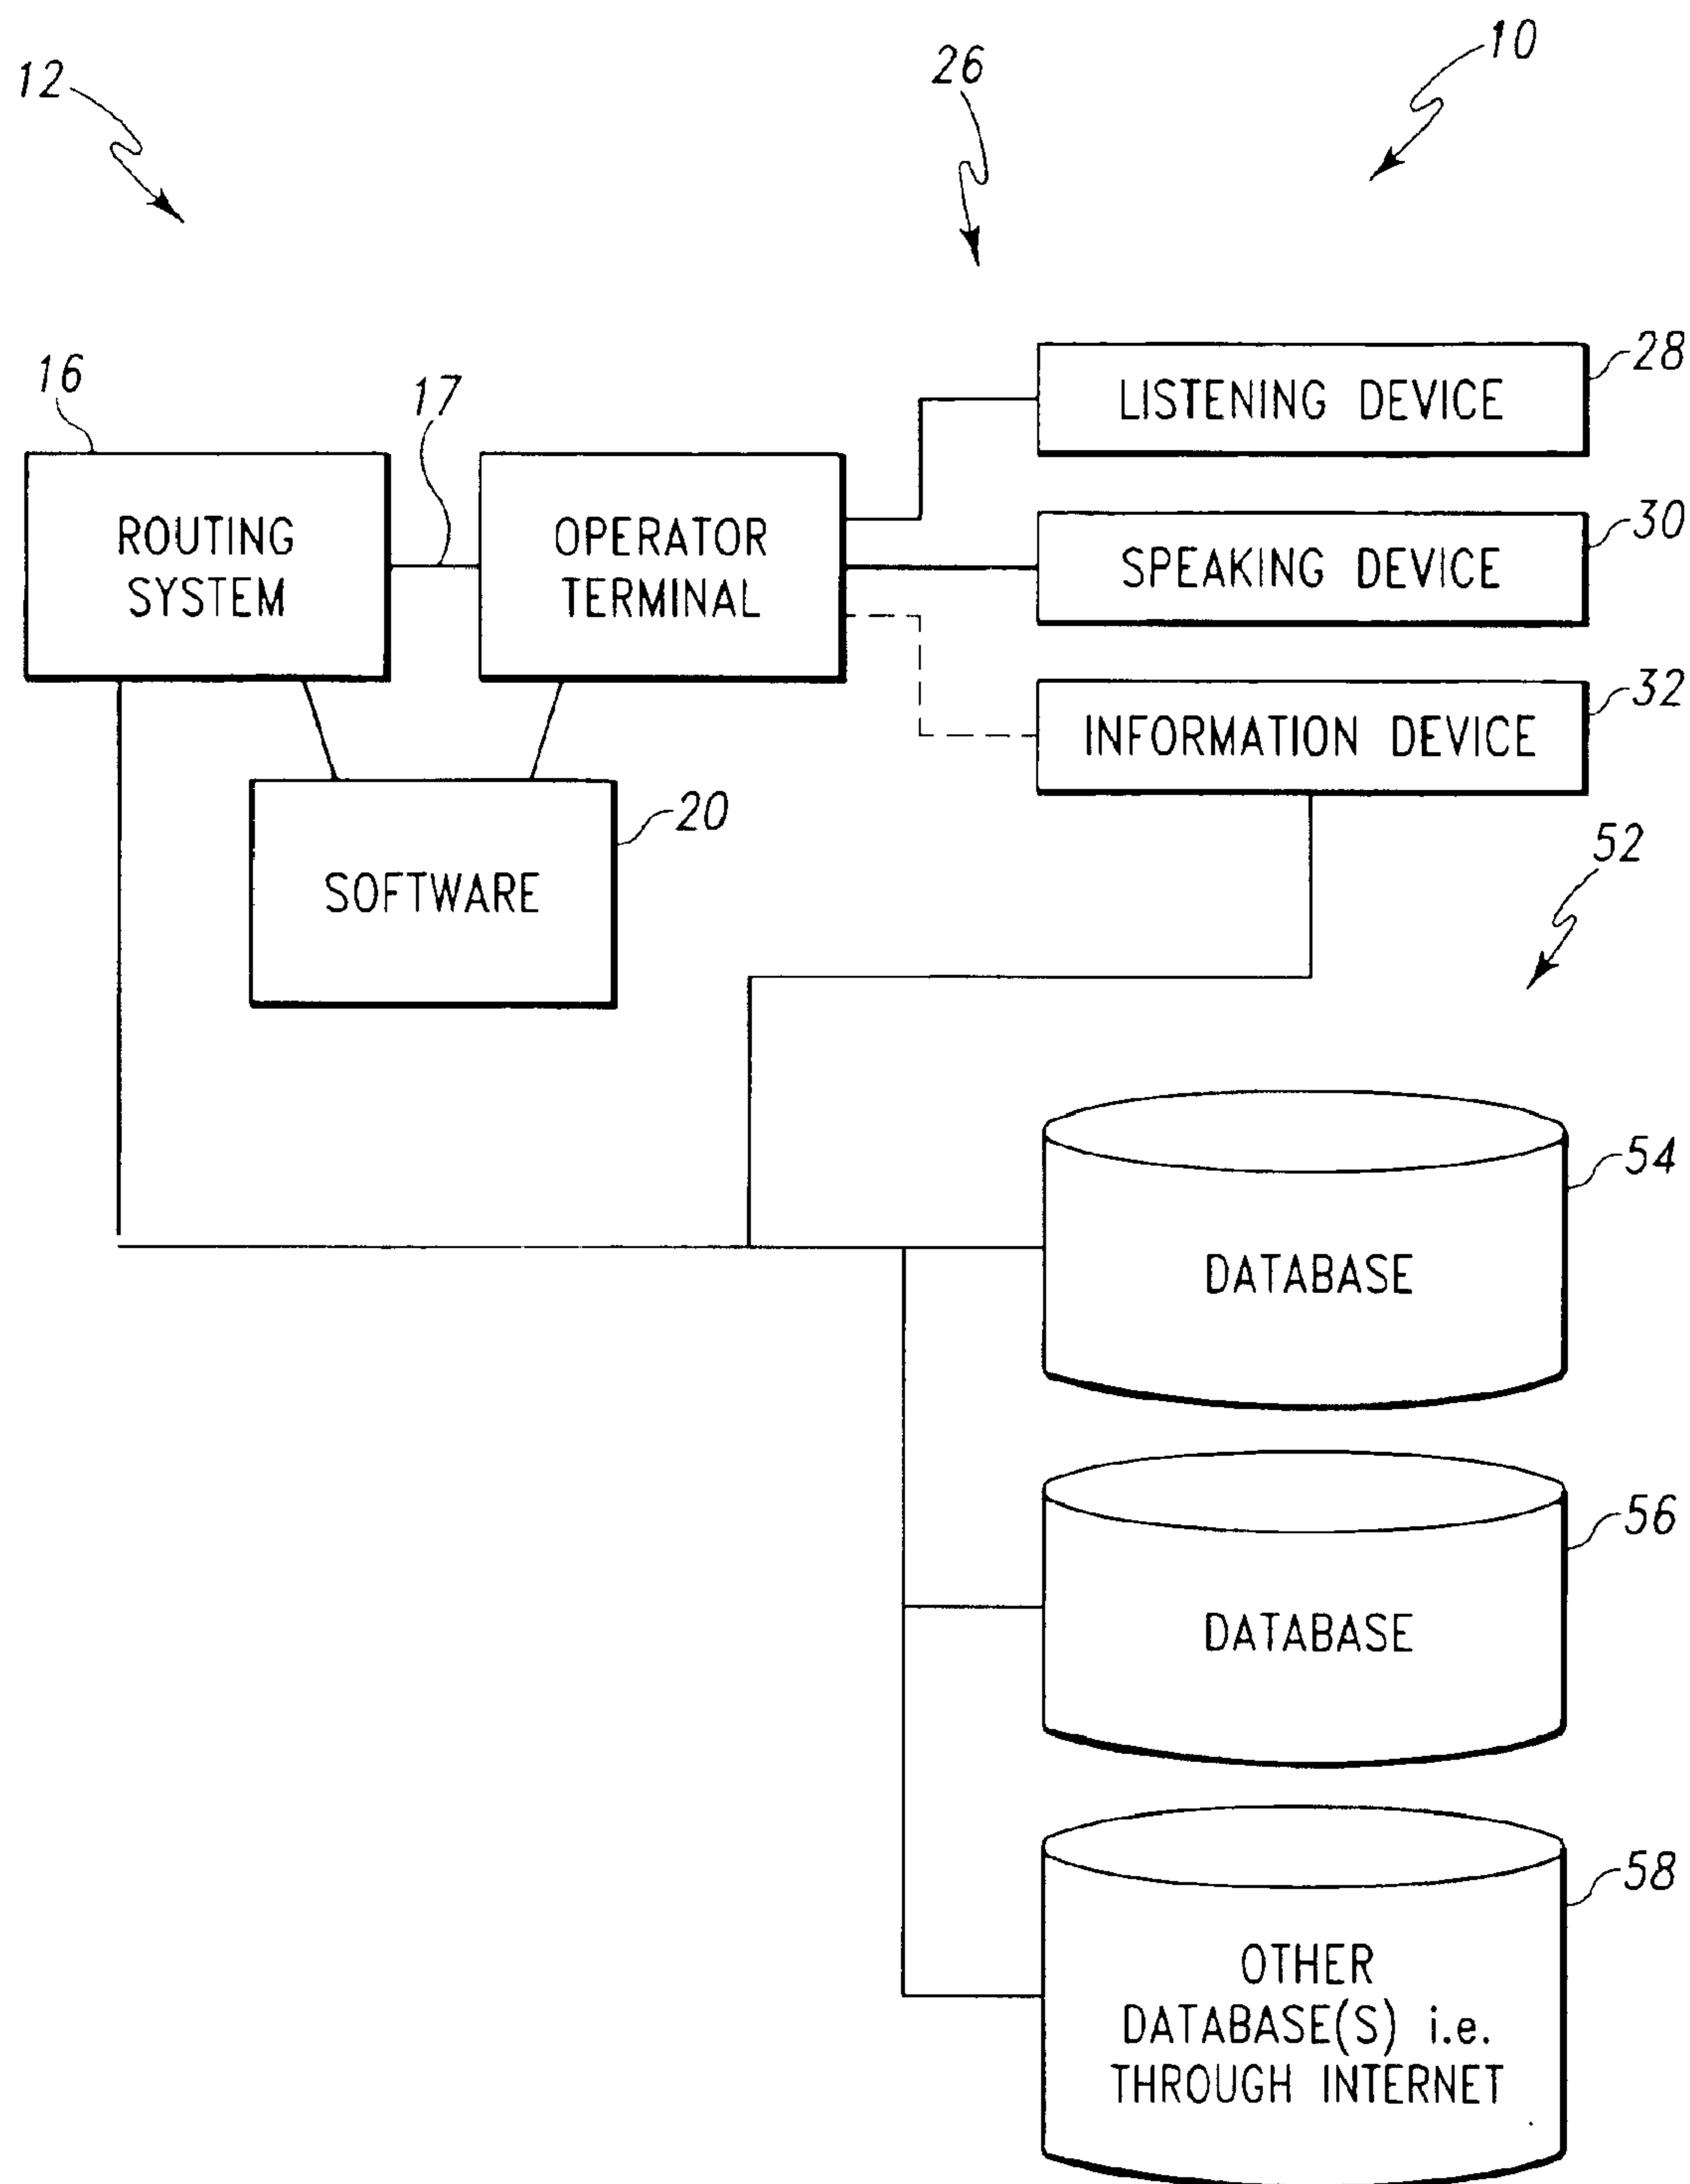 12
26
10
16
17
28
LISTENING DEVICE
ROUTING
SYSTEM
OPERATOR
TERMINAL
30
SPEAKING DEVICE
32
INFORMATION DEVICE
20
SOFTWARE
52
54
DATABASE
56
DATABASE
58
OTHER
DATABASE(S) i.e.
THROUGH INTERNET